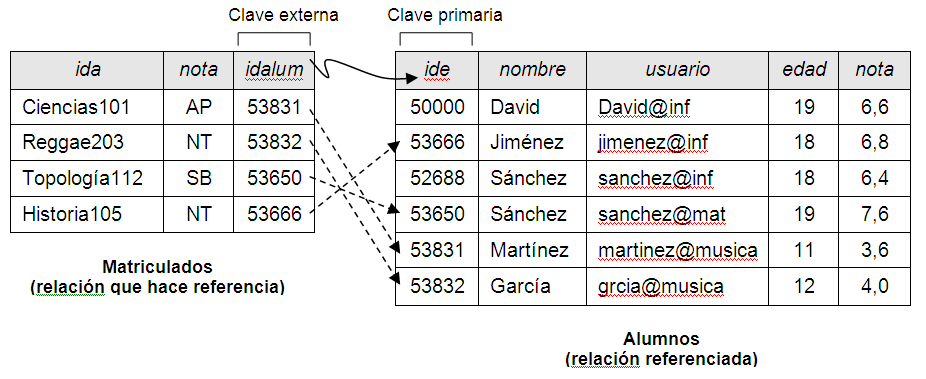 Clave externa
Clave primaria
ida nota idalum
Ciencias101 AP 53831
Reggae203 NT 53832
Topología112 SB 53650
Historia105 NT 53666
Matriculados
(relación que hace referencia)
ide nombre usuario edad nota
50000 David David@inf 19 6,6
53666 Jiménez jimenez@inf 18 6,8
52688 Sánchez sanchez@inf 18 6,4
53650 Sánchez sanchez@mat 19 7,6
53831 Martínez martinez@musica 11 3,6
53832 García grcia@musica 12 4,0
Alumnos
(relación referenciada)